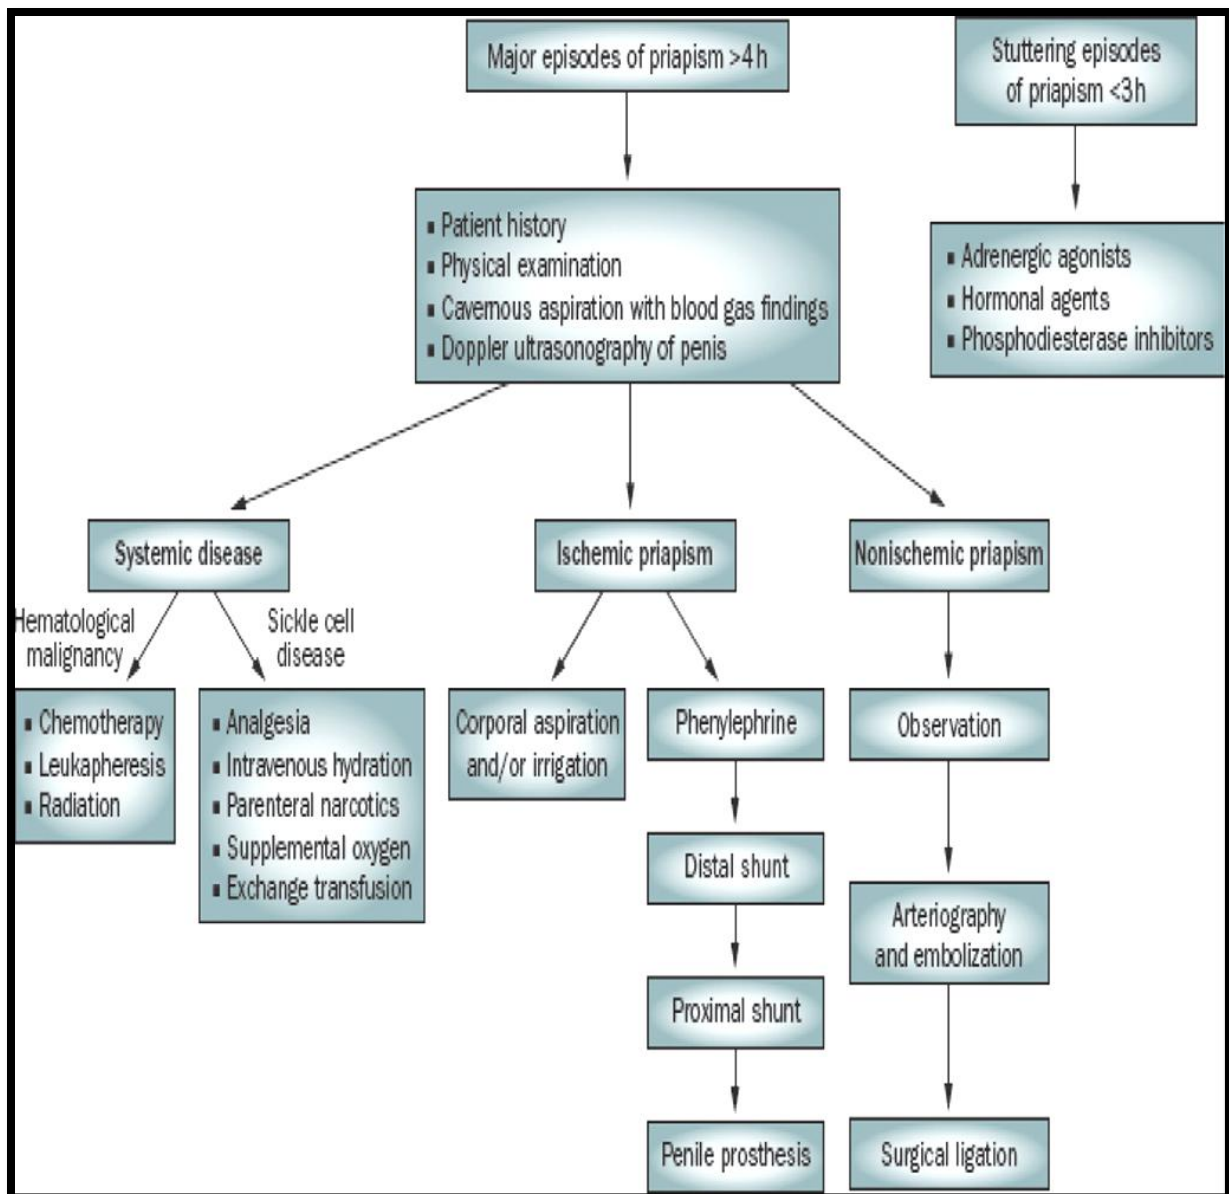 Major episodes of priapism >4h
Stuttering episodes
of priapism <3h
▪ Patient history
▪ Physical examination
▪ Cavernous aspiration with blood gas findings
▪ Doppler ultrasonography of penis
▪ Adrenergic agonists
▪ Hormonal agents
▪ Phosphodiesterase inhibitors
Systemic disease
Ischemic priapism
Nonischemic priapism
Hematological
malignancy
Sickle cell
disease
▪ Chemotherapy
▪ Leukapheresis
▪ Radiation
▪ Analgesia
▪ Intravenous hydration
▪ Parenteral narcotics
▪ Supplemental oxygen
▪ Exchange transfusion
Corporal aspiration
and/or irrigation
Phenylephrine
Distal shunt
Proximal shunt
Penile prosthesis
Observation
Arteriography
and embolization
Surgical ligation